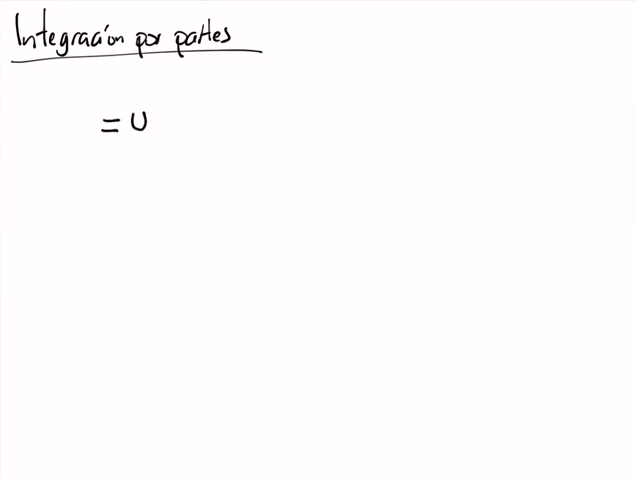 Integración por partes
= u